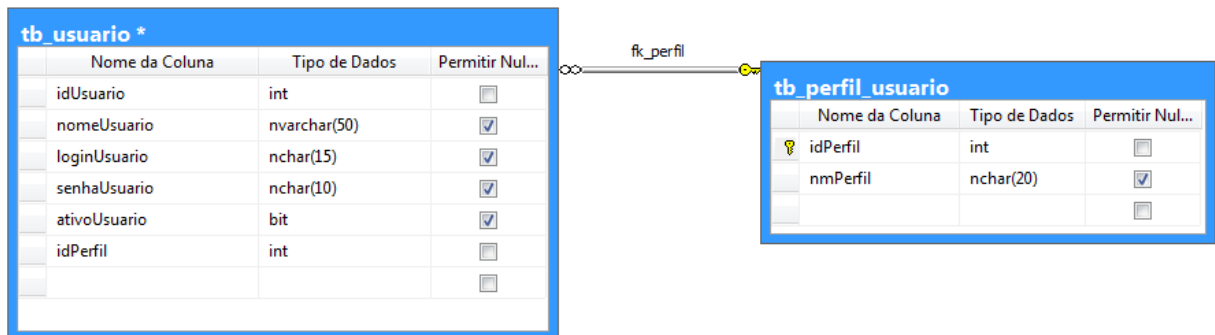 tb_usuario *
Nome da Coluna Tipo de Dados Permitir Nul...
idUsuario int
nomeUsuario nvarchar(50)
loginUsuario nchar(15)
senhaUsuario nchar(10)
ativoUsuario bit
idPerfil int
fk_perfil
tb_perfil_usuario
Nome da Coluna Tipo de Dados Permitir Nul...
idPerfil int
nmPerfil nchar(20)